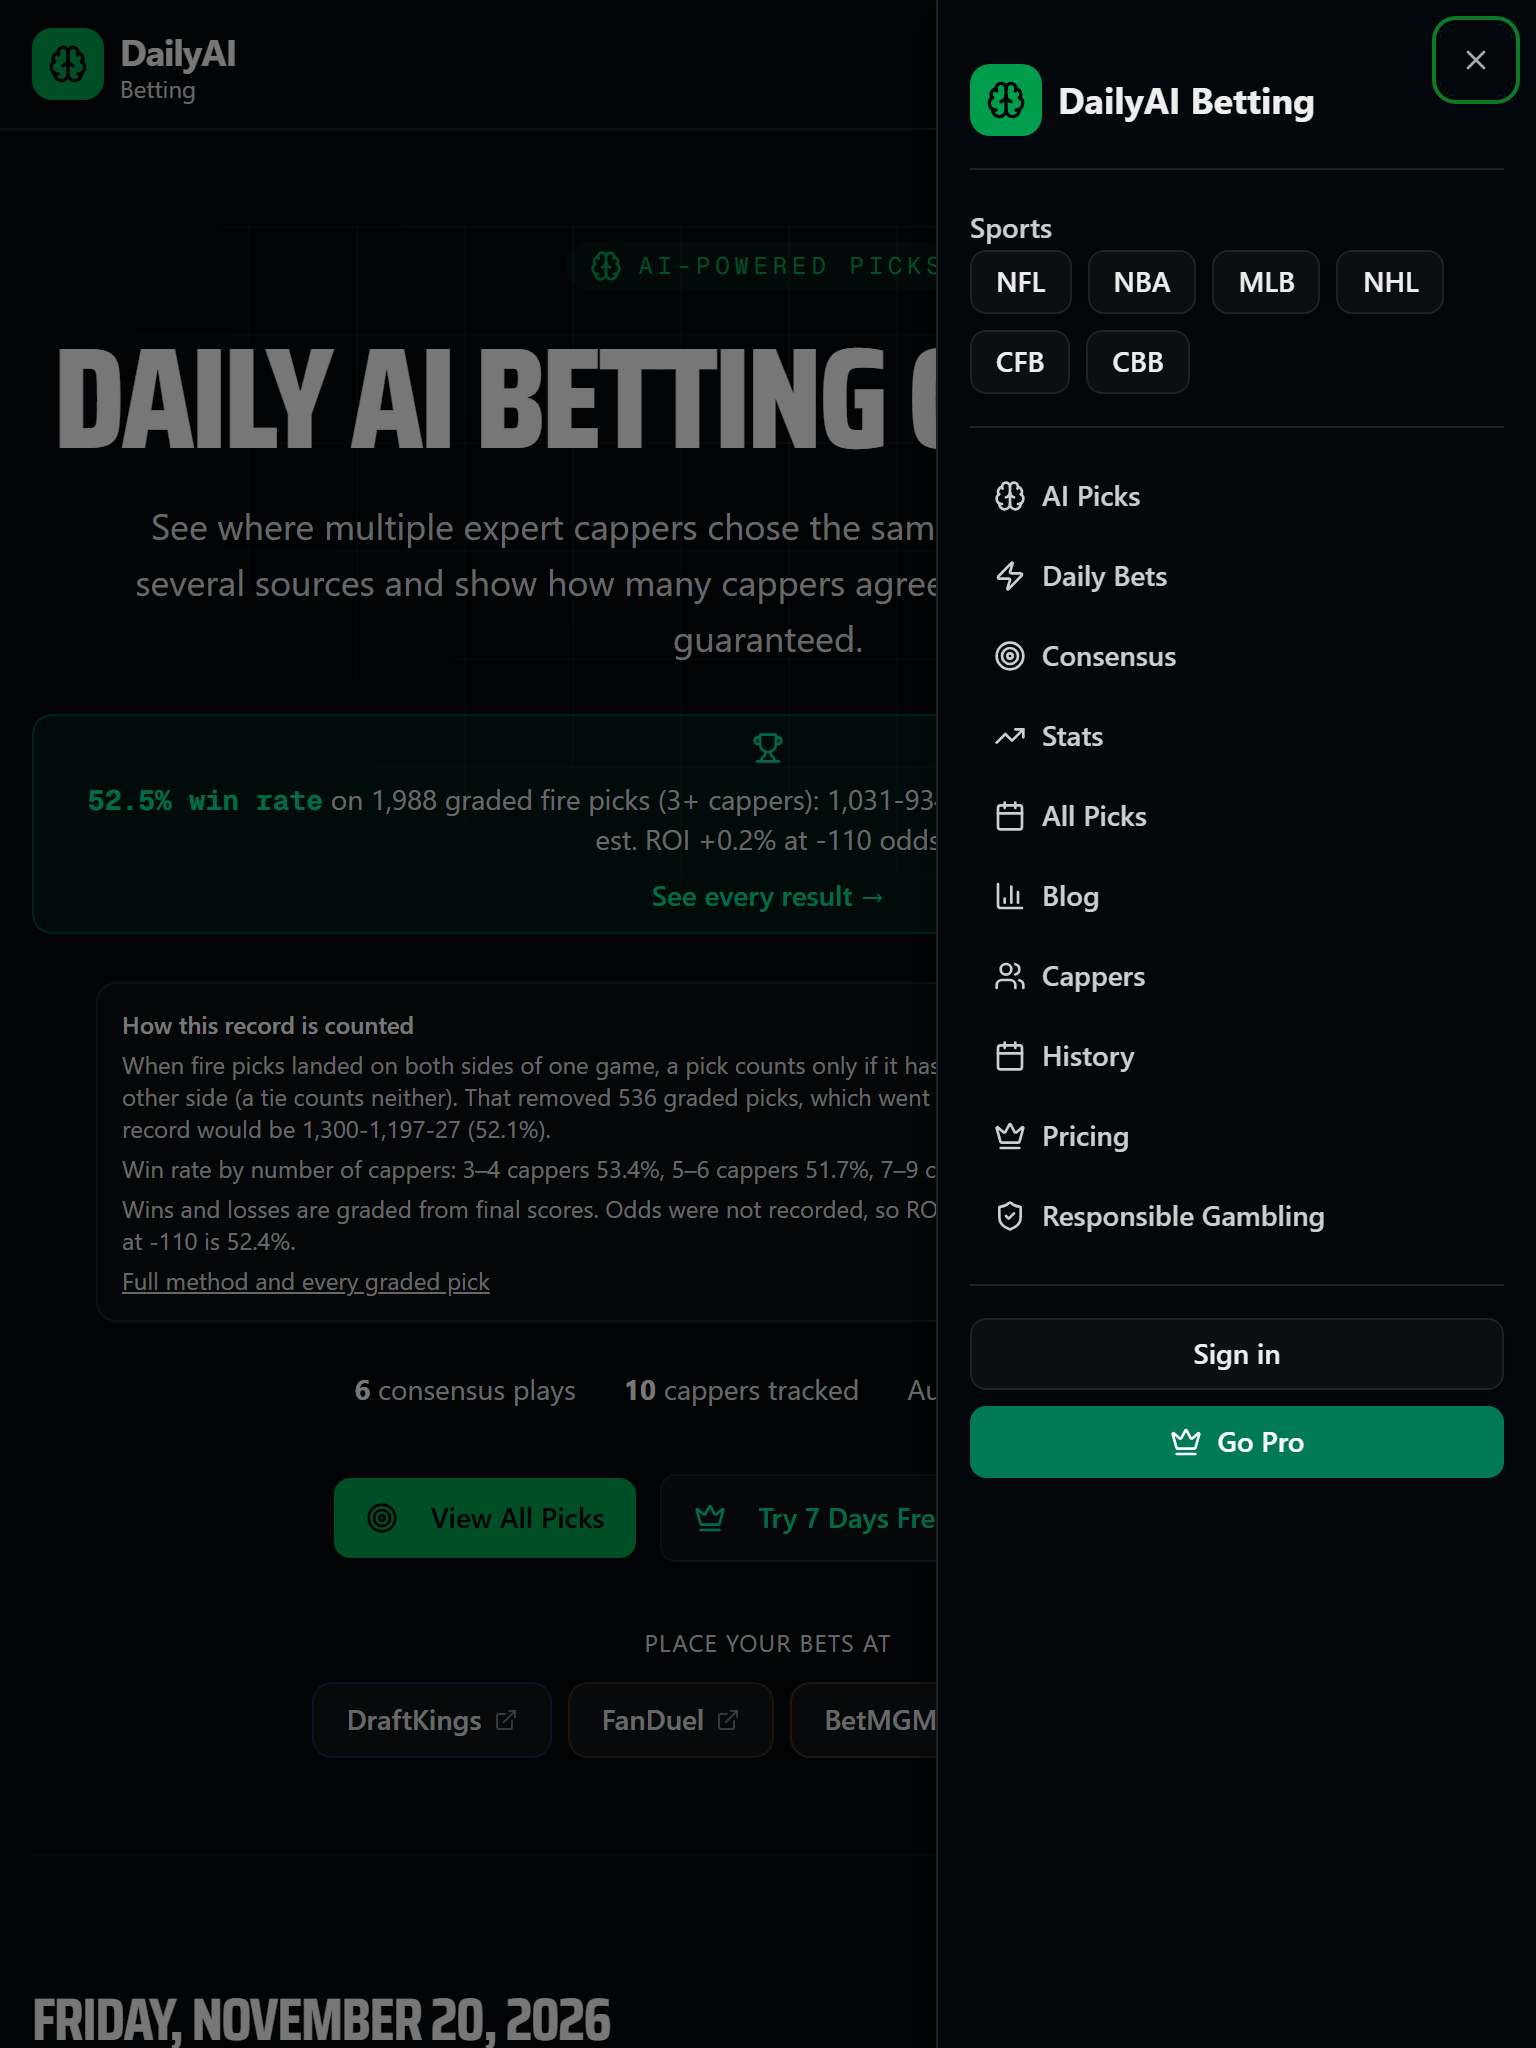 DailyAI
Betting
AI-POWERED PICKS
DAILY AI BETTING
See where multiple expert cappers chose the sam
several sources and show how many cappers agree
guaranteed.
52.5% win rate on 1,988 graded fire picks (3+ cappers): 1,031-934
est. ROI +0.2% at -110 odds
See every result →
How this record is counted
When fire picks landed on both sides of one game, a pick counts only if it has
other side (a tie counts neither). That removed 536 graded picks, which went
record would be 1,300-1,197-27 (52.1%).
Win rate by number of cappers: 3–4 cappers 53.4%, 5–6 cappers 51.7%, 7–9 c
Wins and losses are graded from final scores. Odds were not recorded, so RO
at -110 is 52.4%.
Full method and every graded pick
6 consensus plays 10 cappers tracked Au
View All Picks
Try 7 Days Fre
PLACE YOUR BETS AT
DraftKings
FanDuel
BetMGM
FRIDAY, NOVEMBER 20, 2026
DailyAI Betting
Sports
NFL NBA MLB NHL
CFB CBB
AI Picks
Daily Bets
Consensus
Stats
All Picks
Blog
Cappers
History
Pricing
Responsible Gambling
Sign in
Go Pro